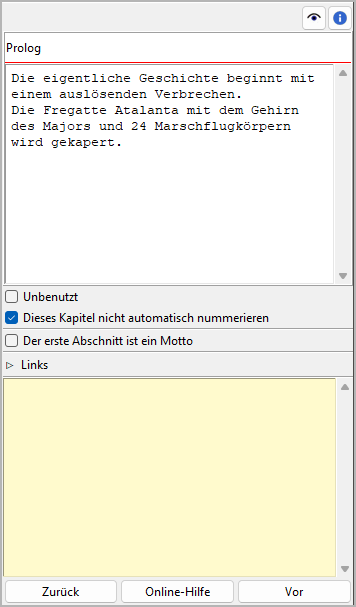 Prolog
Die eigentliche Geschichte beginnt mit
einem auslösenden Verbrechen.
Die Fregatte Atalanta mit dem Gehirn
des Majors und 24 Marschflugkörpern
wird gekapert.
Unbenutzt
Dieses Kapitel nicht automatisch nummerieren
Der erste Abschnitt ist ein Motto
Links
Zurück Online-Hilfe Vor